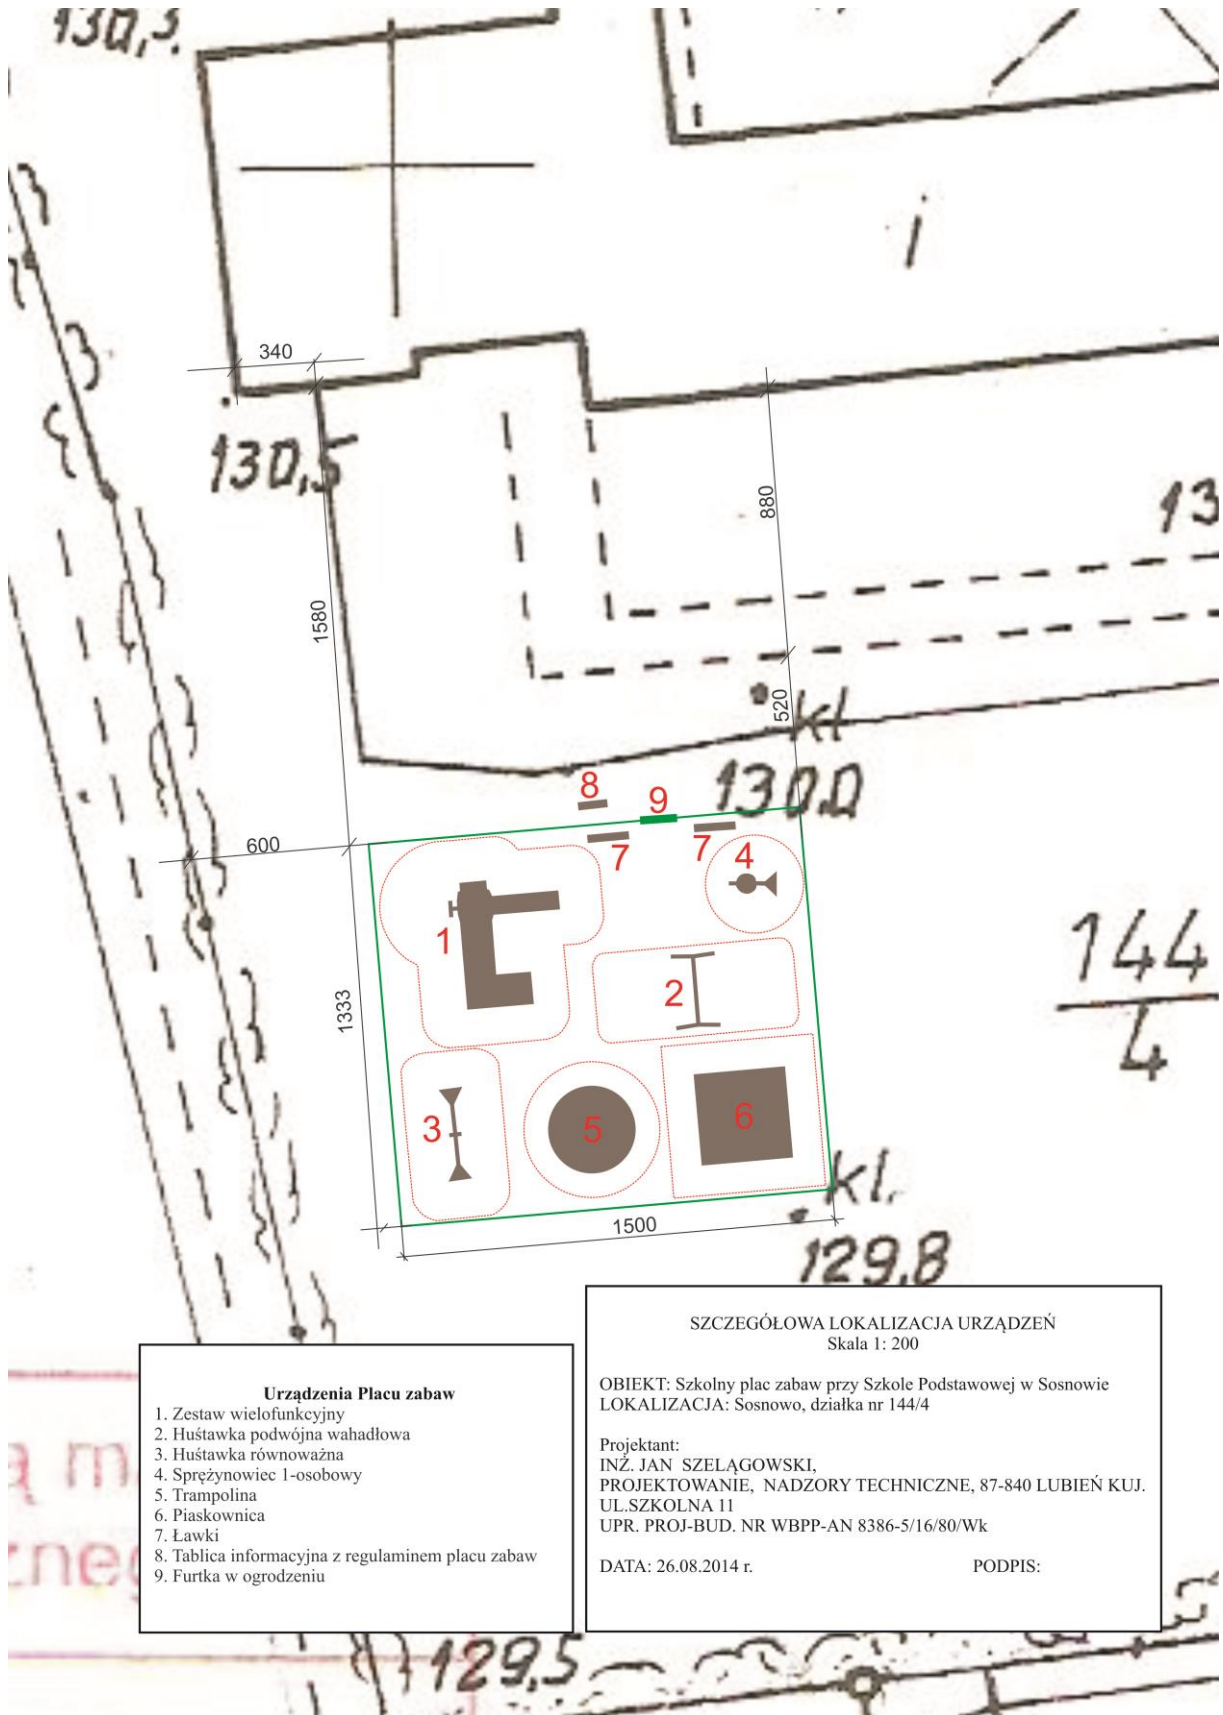 130,3.
i
340
130,5
880
13
1580
520
kl
130.0
8
9
600
7
7
4
1
144
4
2
1333
3
5
6
kl.
1500
129,8
SZCZEGÓŁOWA LOKALIZACJA URZĄDZEŃ
Skala 1: 200
OBIEKT: Szkolny plac zabaw przy Szkole Podstawowej w Sosnowie
LOKALIZACJA: Sosnowo, działka nr 144/4
Projektant:
INŻ. JAN SZELĄGOWSKI,
PROJEKTOWANIE, NADZORY TECHNICZNE, 87-840 LUBIEŃ KUJ.
UL.SZKOLNA 11
UPR. PROJ-BUD. NR WBPP-AN 8386-5/16/80/Wk
DATA: 26.08.2014 r. PODPIS:
Urządzenia Placu zabaw
1. Zestaw wielofunkcyjny
2. Huśtawka podwójna wahadłowa
3. Huśtawka równoważna
4. Sprężynowiec 1-osobowy
5. Trampolina
6. Piaskownica
7. Ławki
8. Tablica informacyjna z regulaminem placu zabaw
9. Furtka w ogrodzeniu
129,5